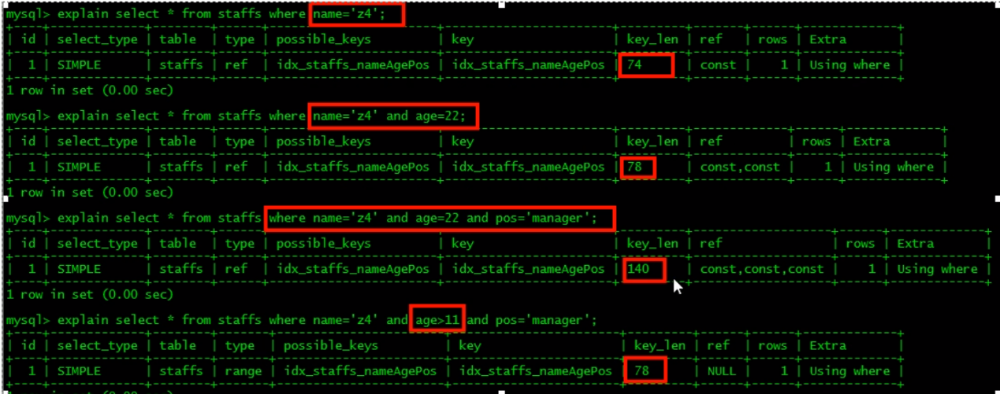 mysql> explain select * from staffs where name='z4';
| id | select_type | table | type | possible_keys | key | key_len | ref | rows | Extra |
| 1 | SIMPLE | staffs | ref | idx_staffs_nameAgePos | idx_staffs_nameAgePos | 74 | const | 1 | Using where |
1 row in set (0.00 sec)
mysql> explain select * from staffs where name='z4' and age=22;
| id | select_type | table | type | possible_keys | key | key_len | ref | rows | Extra |
| 1 | SIMPLE | staffs | ref | idx_staffs_nameAgePos | idx_staffs_nameAgePos | 78 | const,const | 1 | Using where |
1 row in set (0.00 sec)
mysql> explain select * from staffs where name='z4' and age=22 and pos='manager';
| id | select_type | table | type | possible_keys | key | key_len | ref | rows | Extra |
| 1 | SIMPLE | staffs | ref | idx_staffs_nameAgePos | idx_staffs_nameAgePos | 140 | const,const,const | 1 | Using where |
1 row in set (0.00 sec)
mysql> explain select * from staffs where name='z4' and age>11 and pos='manager';
| id | select_type | table | type | possible_keys | key | key_len | ref | rows | Extra |
| 1 | SIMPLE | staffs | range | idx_staffs_nameAgePos | idx_staffs_nameAgePos | 78 | NULL | 1 | Using where |